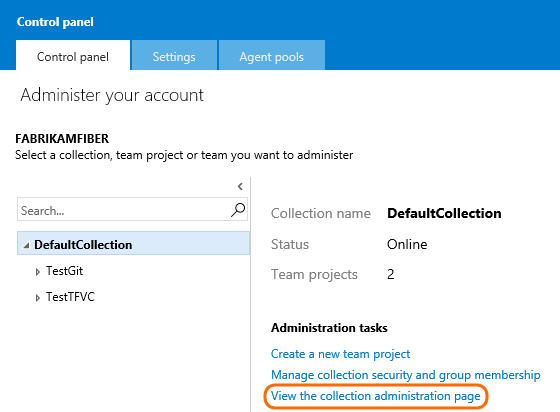 Control panel
Control panel Settings Agent pools
Administer your account
FABRIKAMFIBER
Select a collection, team project or team you want to administer
Search...
DefaultCollection
TestGit
TestTFVC
Collection name DefaultCollection
Status Online
Team projects 2
Administration tasks
Create a new team project
Manage collection security and group membership
View the collection administration page